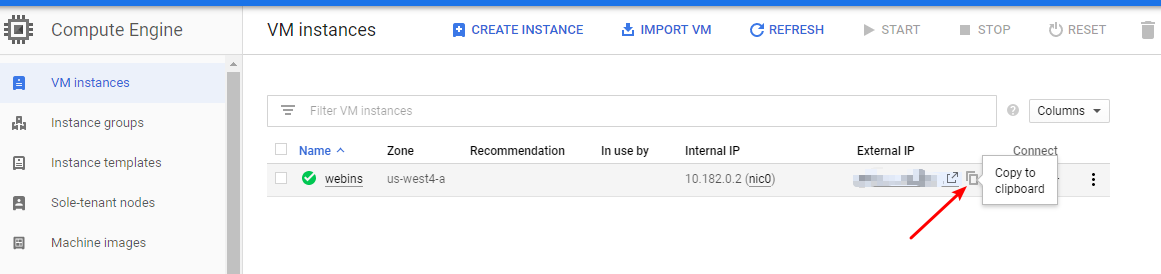 Compute Engine
VM instances CREATE INSTANCE IMPORT VM REFRESH START STOP RESET
VM instances
Instance groups
Instance templates
Sole-tenant nodes
Machine images
Filter VM instances
? Columns
Name Zone Recommendation In use by Internal IP External IP Connect
webins us-west4-a 10.182.0.2 (nic0)
Copy to
clipboard